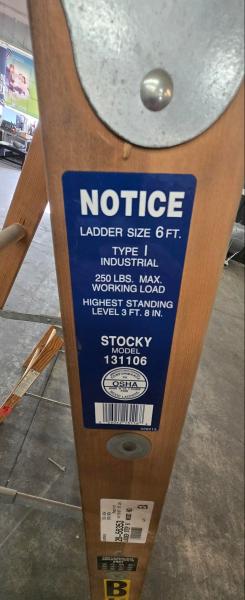 NOTICE
LADDER SIZE 6 FT.
TYPE I
INDUSTRIAL
250 LBS. MAX.
WORKING LOAD
HIGHEST STANDING
LEVEL 3 FT. 8 IN.
STOCKY
MODEL
131106
OSHA
B